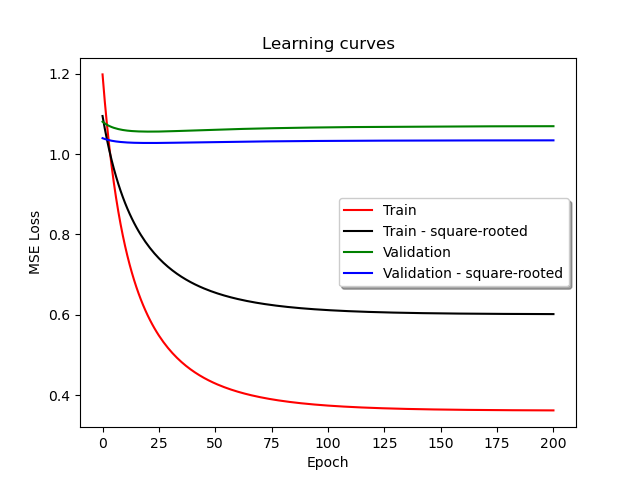 Learning curves
MSE Loss
1.2
1.0
0.8
0.6
0.4
Train
Train - square-rooted
Validation
Validation - square-rooted
0 25 50 75 100 125 150 175 200
Epoch